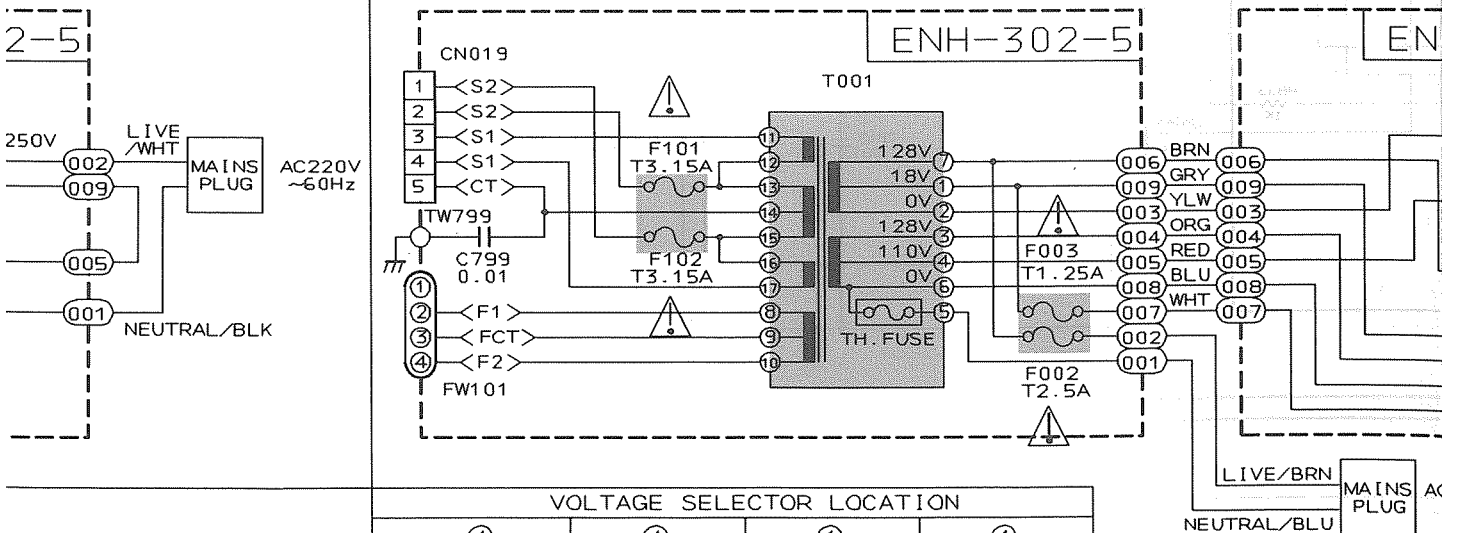 2-5
250V
LIVE
/WHT
002
009
005
001
MAINS
PLUG
AC220V
~60Hz
NEUTRAL/BLK
ENH-302-5
CN019
1 <S2>
2 <S2>
3 <S1>
4 <S1>
5 <CT>
TW799
C799
0.01
1
2 <F1>
3 <FCT>
4 <F2>
FW101
F101
T3.15A
F102
T3.15A
T001
11
12
13
14
15
16
17
8
9
10
128V 7
18V 1
0V 2
128V 3
110V 4
0V 6
5
TH.FUSE
F003
T1.25A
F002
T2.5A
006 BRN 006
009 GRY 009
003 YLW 003
004 ORG 004
005 RED 005
008 BLU 008
007 WHT 007
002
001
EN
LIVE/BRN
NEUTRAL/BLU
MAINS
PLUG
VOLTAGE SELECTOR LOCATION